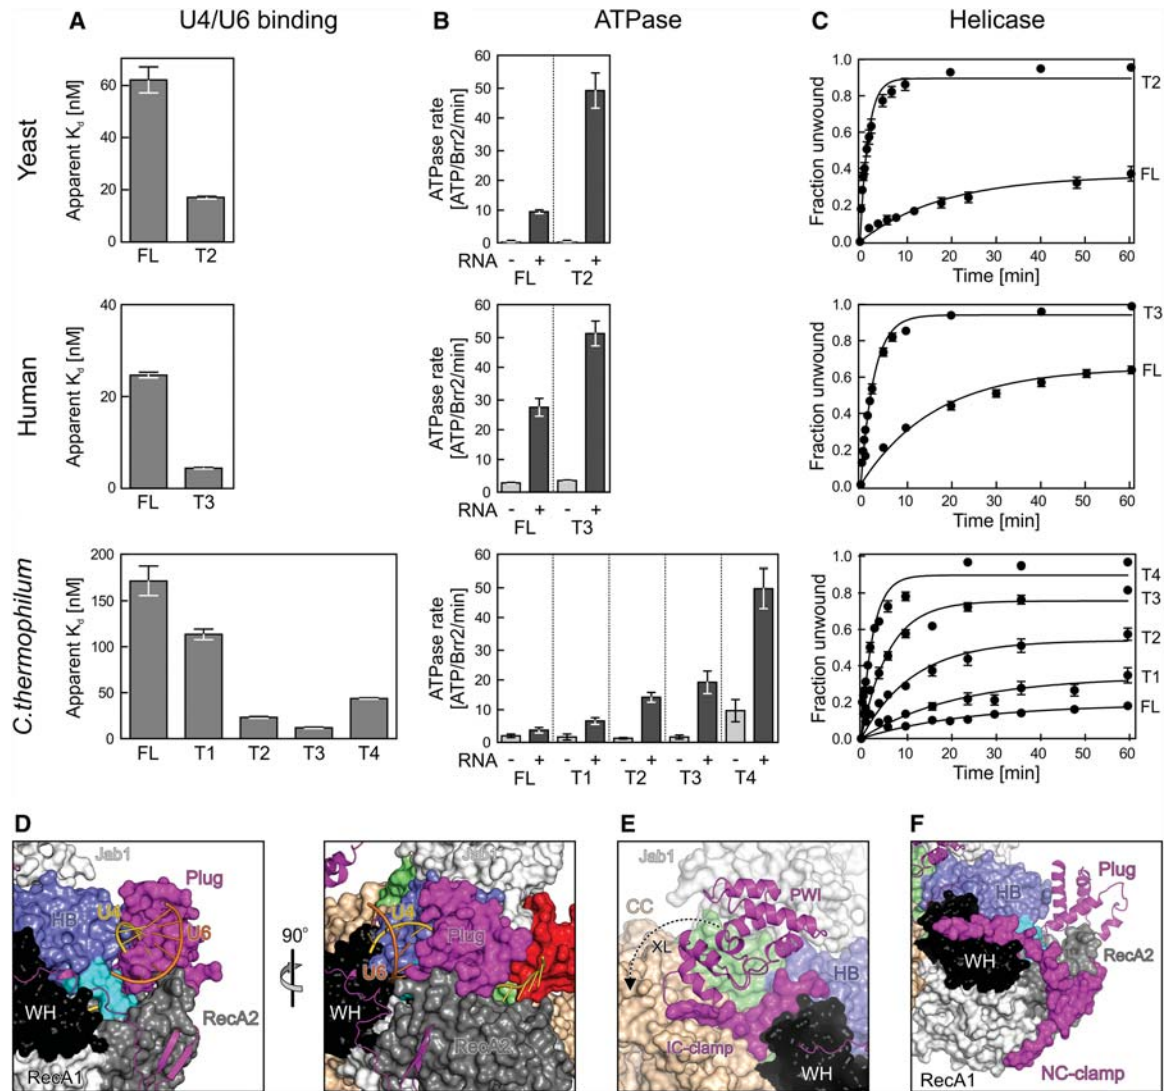 A U4/U6 binding B ATPase C Helicase
Yeast
Apparent Kd [nM]
60
40
20
0
FL T2
ATPase rate
[ATP/Brr2/min]
60
50
40
30
20
10
0
RNA - + - +
FL T2
Fraction unwound
1.0
0.8
0.6
0.4
0.2
0.0
T2
FL
0 10 20 30 40 50 60
Time [min]
Human
Apparent Kd [nM]
40
20
0
FL T3
ATPase rate
[ATP/Brr2/min]
60
50
40
30
20
10
0
RNA - + - +
FL T3
Fraction unwound
1.0
0.8
0.6
0.4
0.2
0.0
T3
FL
0 10 20 30 40 50 60
Time [min]
C.thermophilum
Apparent Kd [nM]
200
150
100
50
0
FL T1 T2 T3 T4
ATPase rate
[ATP/Brr2/min]
60
50
40
30
20
10
0
RNA - + - + - + - + - +
FL T1 T2 T3 T4
Fraction unwound
1.0
0.8
0.6
0.4
0.2
0.0
T4
T3
T2
T1
FL
0 10 20 30 40 50 60
Time [min]
D
Jab1
Plug
HB
U4
U6
WH
RecA2
RecA1
90°
Jab1
U4
Plug
U6
WH
RecA2
E
Jab1
CC
PWI
XL
HB
IC-clamp
WH
F
Plug
HB
WH
RecA2
RecA1
NC-clamp